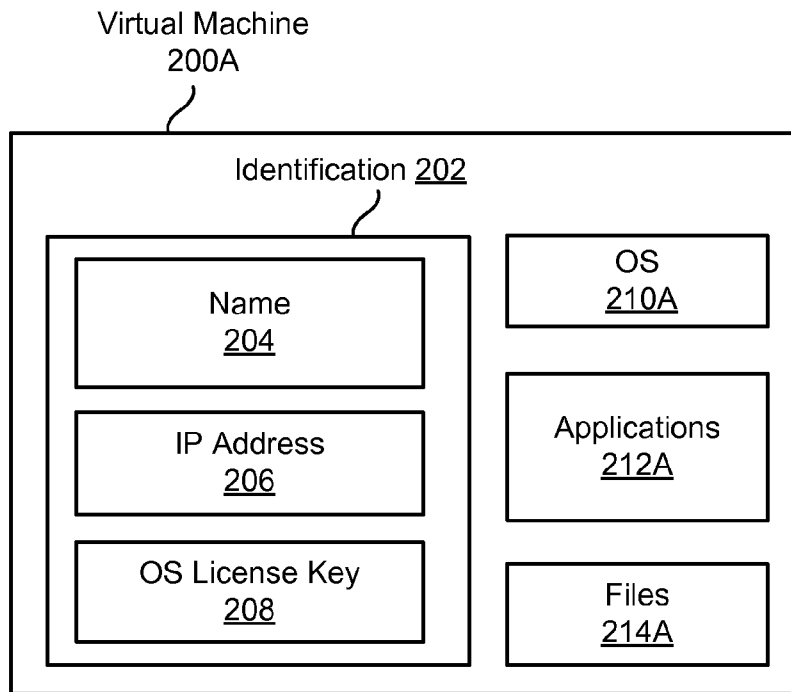 Virtual Machine
200A
Identification 202
Name
204
IP Address
206
OS License Key
208
OS
210A
Applications
212A
Files
214A